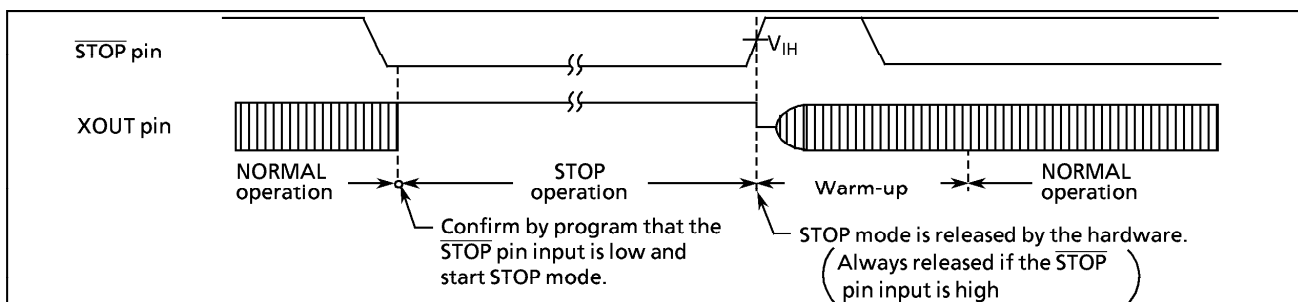 STOP pin
VIH
XOUT pin
NORMAL operation
STOP operation
Warm-up
NORMAL operation
Confirm by program that the
STOP pin input is low and
start STOP mode.
STOP mode is released by the hardware.
(Always released if the STOP
pin input is high)